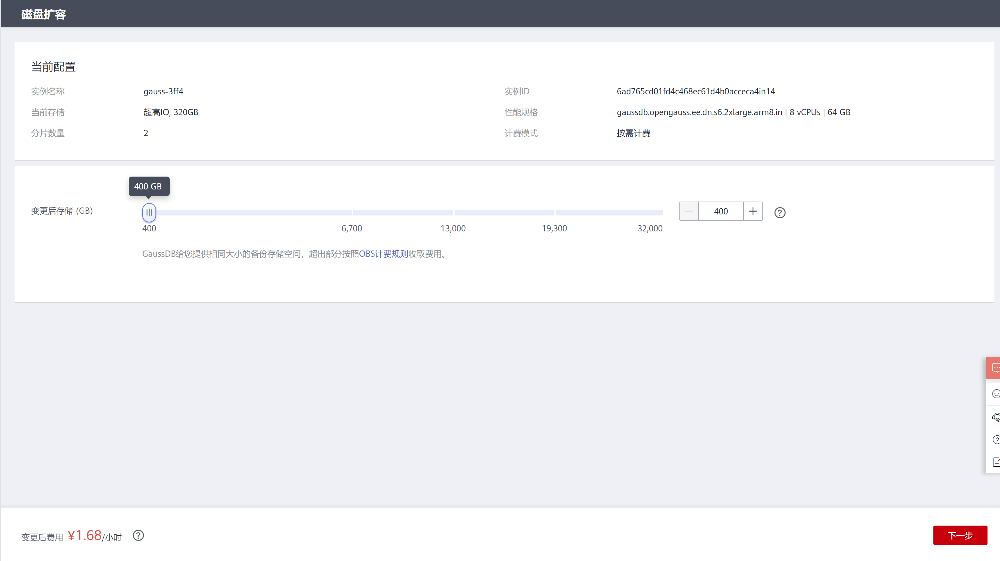 磁盘扩容
当前配置
实例名称 gauss-3ff4 实例ID 6ad765cd01fd4c468ec61d4b0acceca4in14
当前存储 超高IO, 320GB 性能规格 gaussdb.opengauss.ee.dn.s6.2xlarge.arm8.in | 8 vCPUs | 64 GB
分片数量 2 计费模式 按需计费
400 GB
变更后存储 (GB) 400
400 6,700 13,000 19,300 32,000
GaussDB给您提供相同大小的备份存储空间，超出部分按照OBS计费规则收取费用。
变更后费用 ¥1.68/小时 下一步